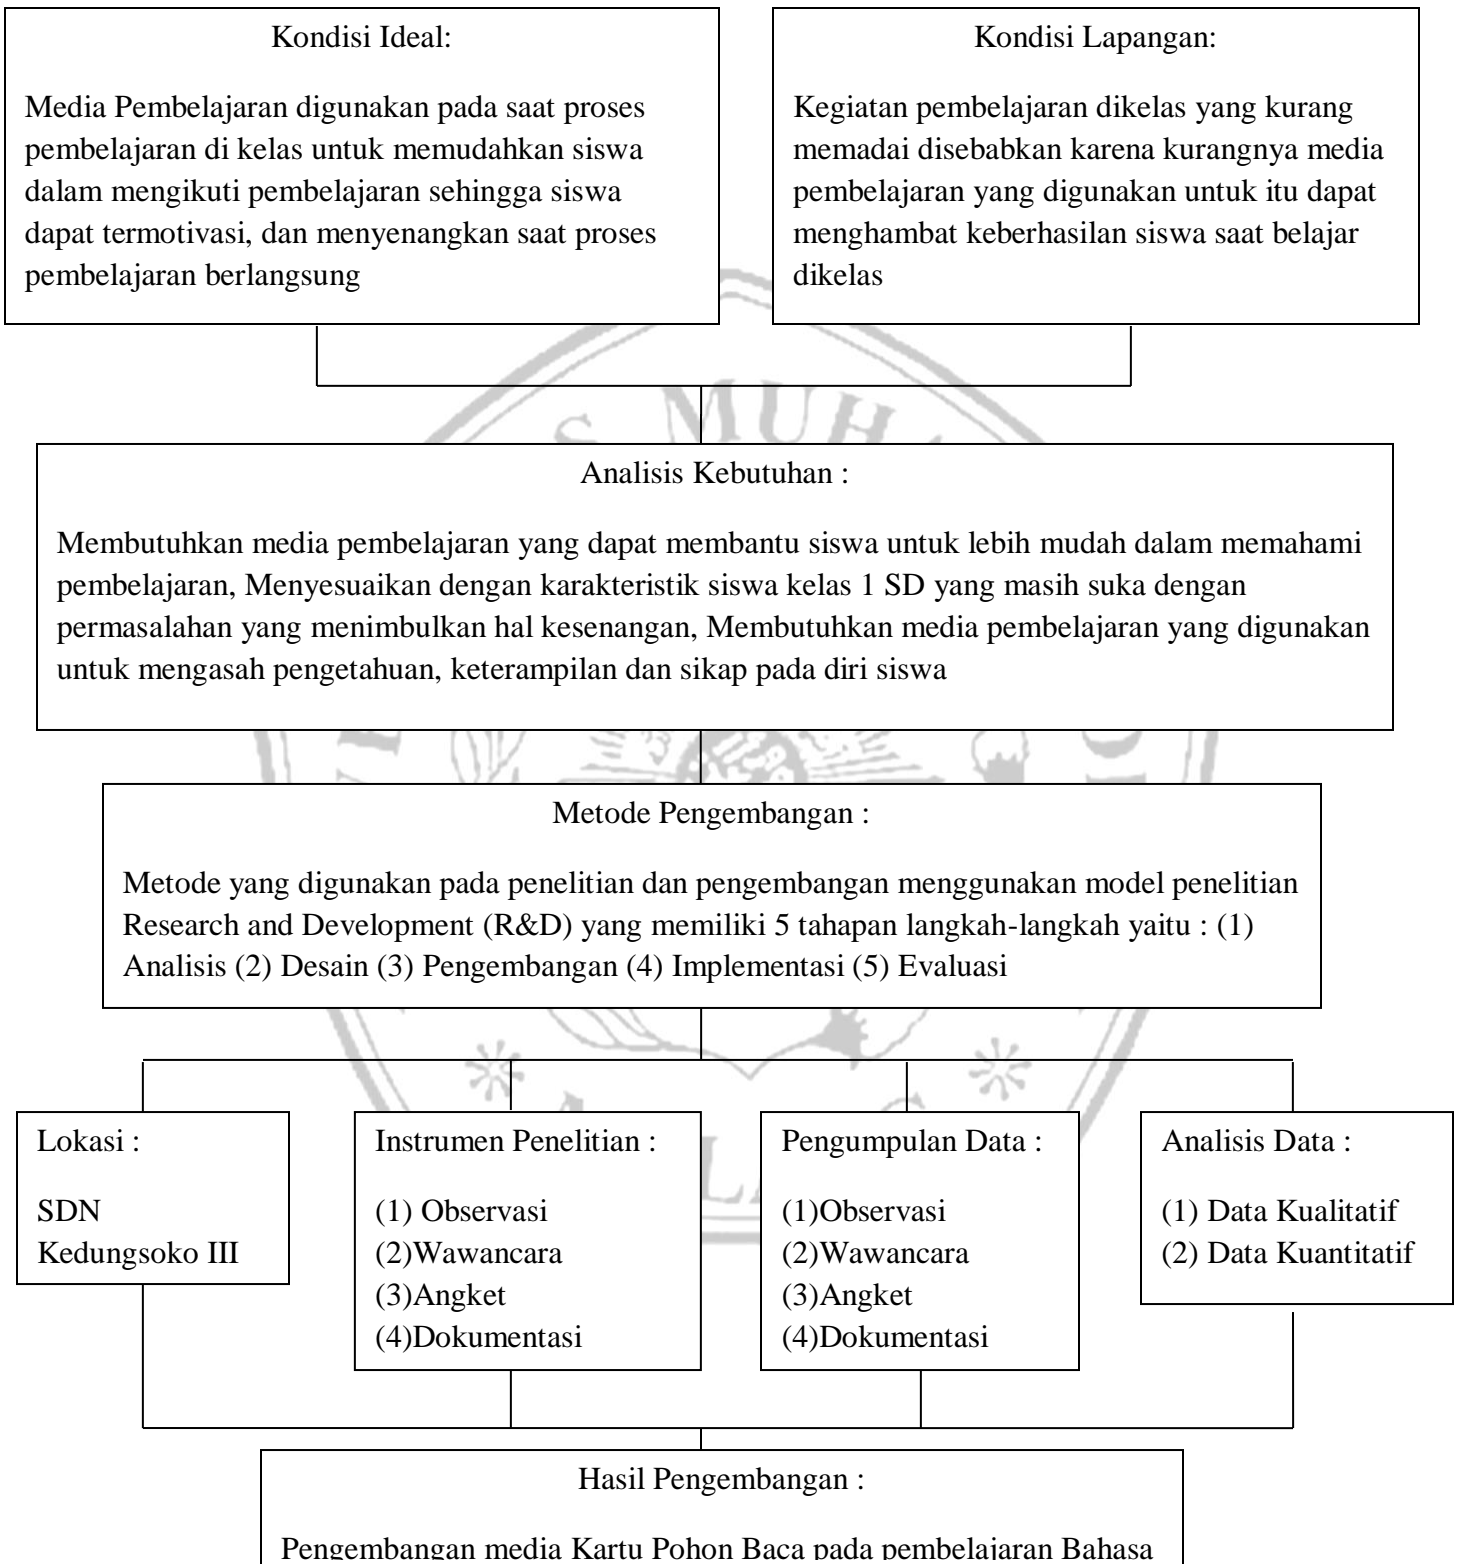 Kondisi Ideal:
Media Pembelajaran digunakan pada saat proses
pembelajaran di kelas untuk memudahkan siswa
dalam mengikuti pembelajaran sehingga siswa
dapat termotivasi, dan menyenangkan saat proses
pembelajaran berlangsung
Kondisi Lapangan:
Kegiatan pembelajaran dikelas yang kurang
memadai disebabkan karena kurangnya media
pembelajaran yang digunakan untuk itu dapat
menghambat keberhasilan siswa saat belajar
dikelas
S MUHA
Analisis Kebutuhan :
Membutuhkan media pembelajaran yang dapat membantu siswa untuk lebih mudah dalam memahami
pembelajaran, Menyesuaikan dengan karakteristik siswa kelas 1 SD yang masih suka dengan
permasalahan yang menimbulkan hal kesenangan, Membutuhkan media pembelajaran yang digunakan
untuk mengasah pengetahuan, keterampilan dan sikap pada diri siswa
Metode Pengembangan :
Metode yang digunakan pada penelitian dan pengembangan menggunakan model penelitian
Research and Development (R&D) yang memiliki 5 tahapan langkah-langkah yaitu : (1)
Analisis (2) Desain (3) Pengembangan (4) Implementasi (5) Evaluasi
Lokasi :
SDN
Kedungsoko III
Instrumen Penelitian :
(1) Observasi
(2)Wawancara
(3)Angket
(4)Dokumentasi
Pengumpulan Data :
(1)Observasi
(2)Wawancara
(3)Angket
(4)Dokumentasi
Analisis Data :
(1) Data Kualitatif
(2) Data Kuantitatif
Hasil Pengembangan :
Pengembangan media Kartu Pohon Baca pada pembelajaran Bahasa